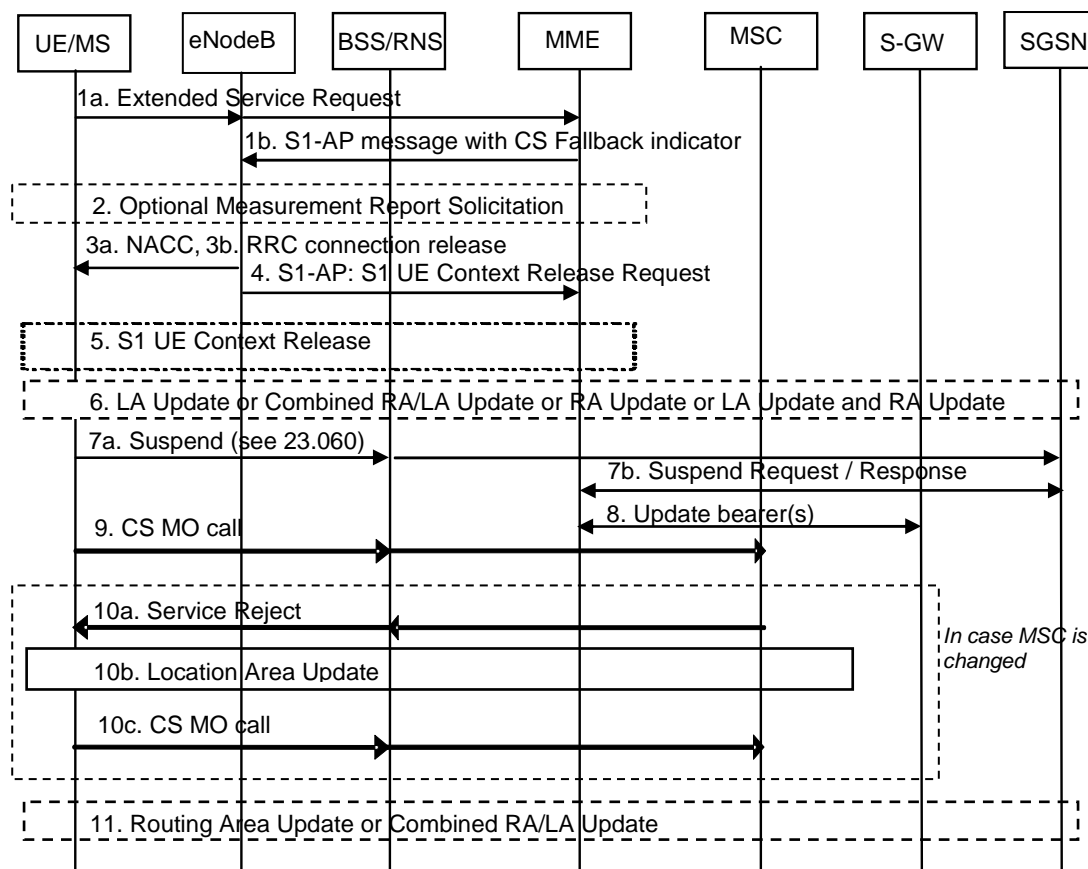 UE/MS
eNodeB
BSS/RNS
MME
MSC
S-GW
SGSN
1a. Extended Service Request
1b. S1-AP message with CS Fallback indicator
2. Optional Measurement Report Solicitation
3a. NACC, 3b. RRC connection release
4. S1-AP: S1 UE Context Release Request
5. S1 UE Context Release
6. LA Update or Combined RA/LA Update or RA Update or LA Update and RA Update
7a. Suspend (see 23.060)
7b. Suspend Request / Response
8. Update bearer(s)
9. CS MO call
10a. Service Reject
In case MSC is
changed
10b. Location Area Update
10c. CS MO call
11. Routing Area Update or Combined RA/LA Update